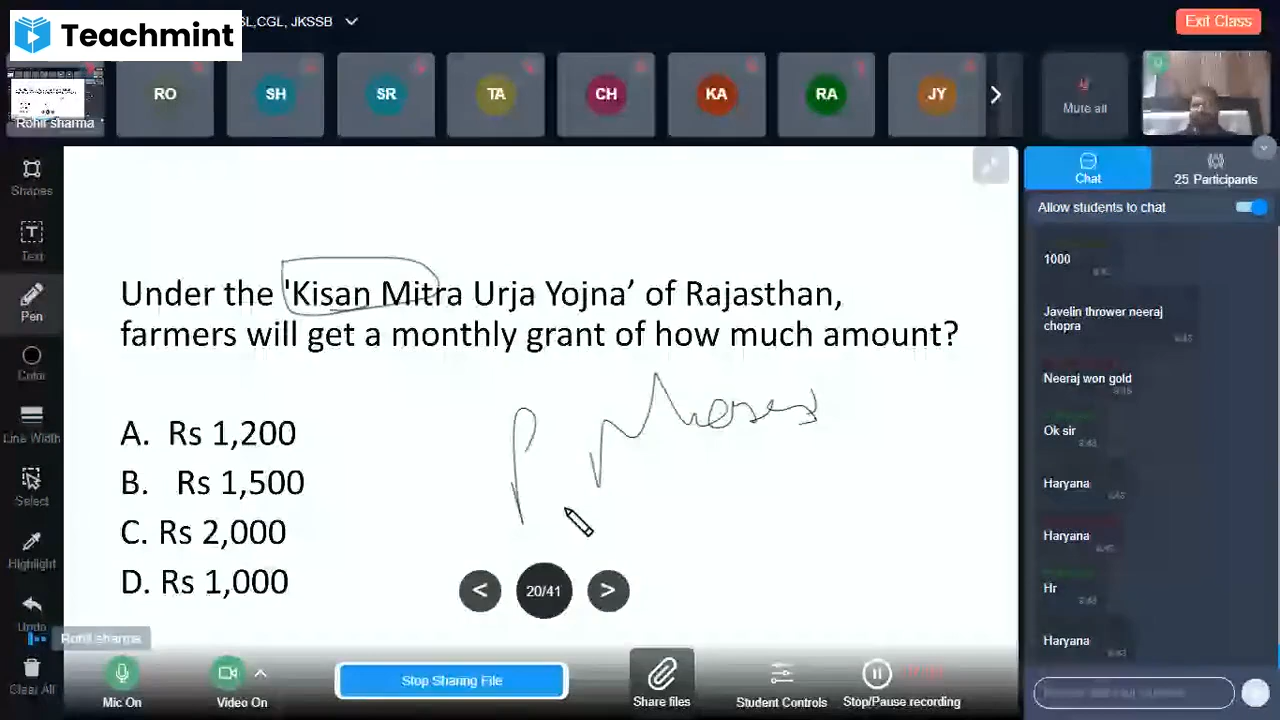 Teachmint
SL,CGL, JKSSB
Exit Class
RO
SH
SR
TA
CH
KA
RA
JY
Mute all
Rohil sharma
Shapes
Text
Pen
Color
Line Width
Select
Highlight
Undo
Clear All
Under the 'Kisan Mitra Urja Yojna’ of Rajasthan,
farmers will get a monthly grant of how much amount?
A. Rs 1,200
B. Rs 1,500
C. Rs 2,000
D. Rs 1,000
< 20/41 >
Rohil sharma
Mic On
Video On
Stop Sharing File
Share files
Student Controls
Stop/Pause recording
Chat
25 Participants
Allow students to chat
1000
Javelin thrower neeraj
chopra
Neeraj won gold
Ok sir
Haryana
Haryana
Hr
Haryana